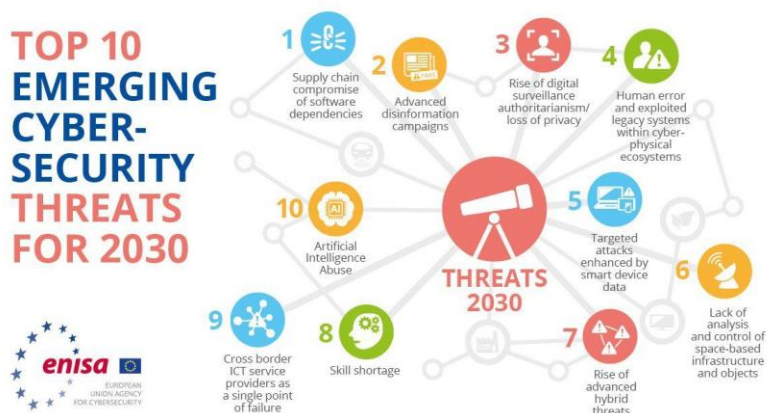 TOP 10
EMERGING
CYBER-
SECURITY
THREATS
FOR 2030
1
Supply chain
compromise
of software
dependencies
2
FAKE
Advanced
disinformation
campaigns
3
Rise of digital
surveillance
authoritarianism/
loss of privacy
4
Human error
and exploited
legacy systems
within cyber-
physical
ecosystems
5
Targeted
attacks
enhanced by
smart device
data
6
Lack of
analysis
and control of
space-based
infrastructure
and objects
7
Rise of
advanced
hybrid
threats
8
Skill shortage
9
Cross border
ICT service
providers as
a single point
of failure
10
AI
Artificial
Intelligence
Abuse
THREATS
2030
enisa
EUROPEAN
UNION AGENCY
FOR CYBERSECURITY